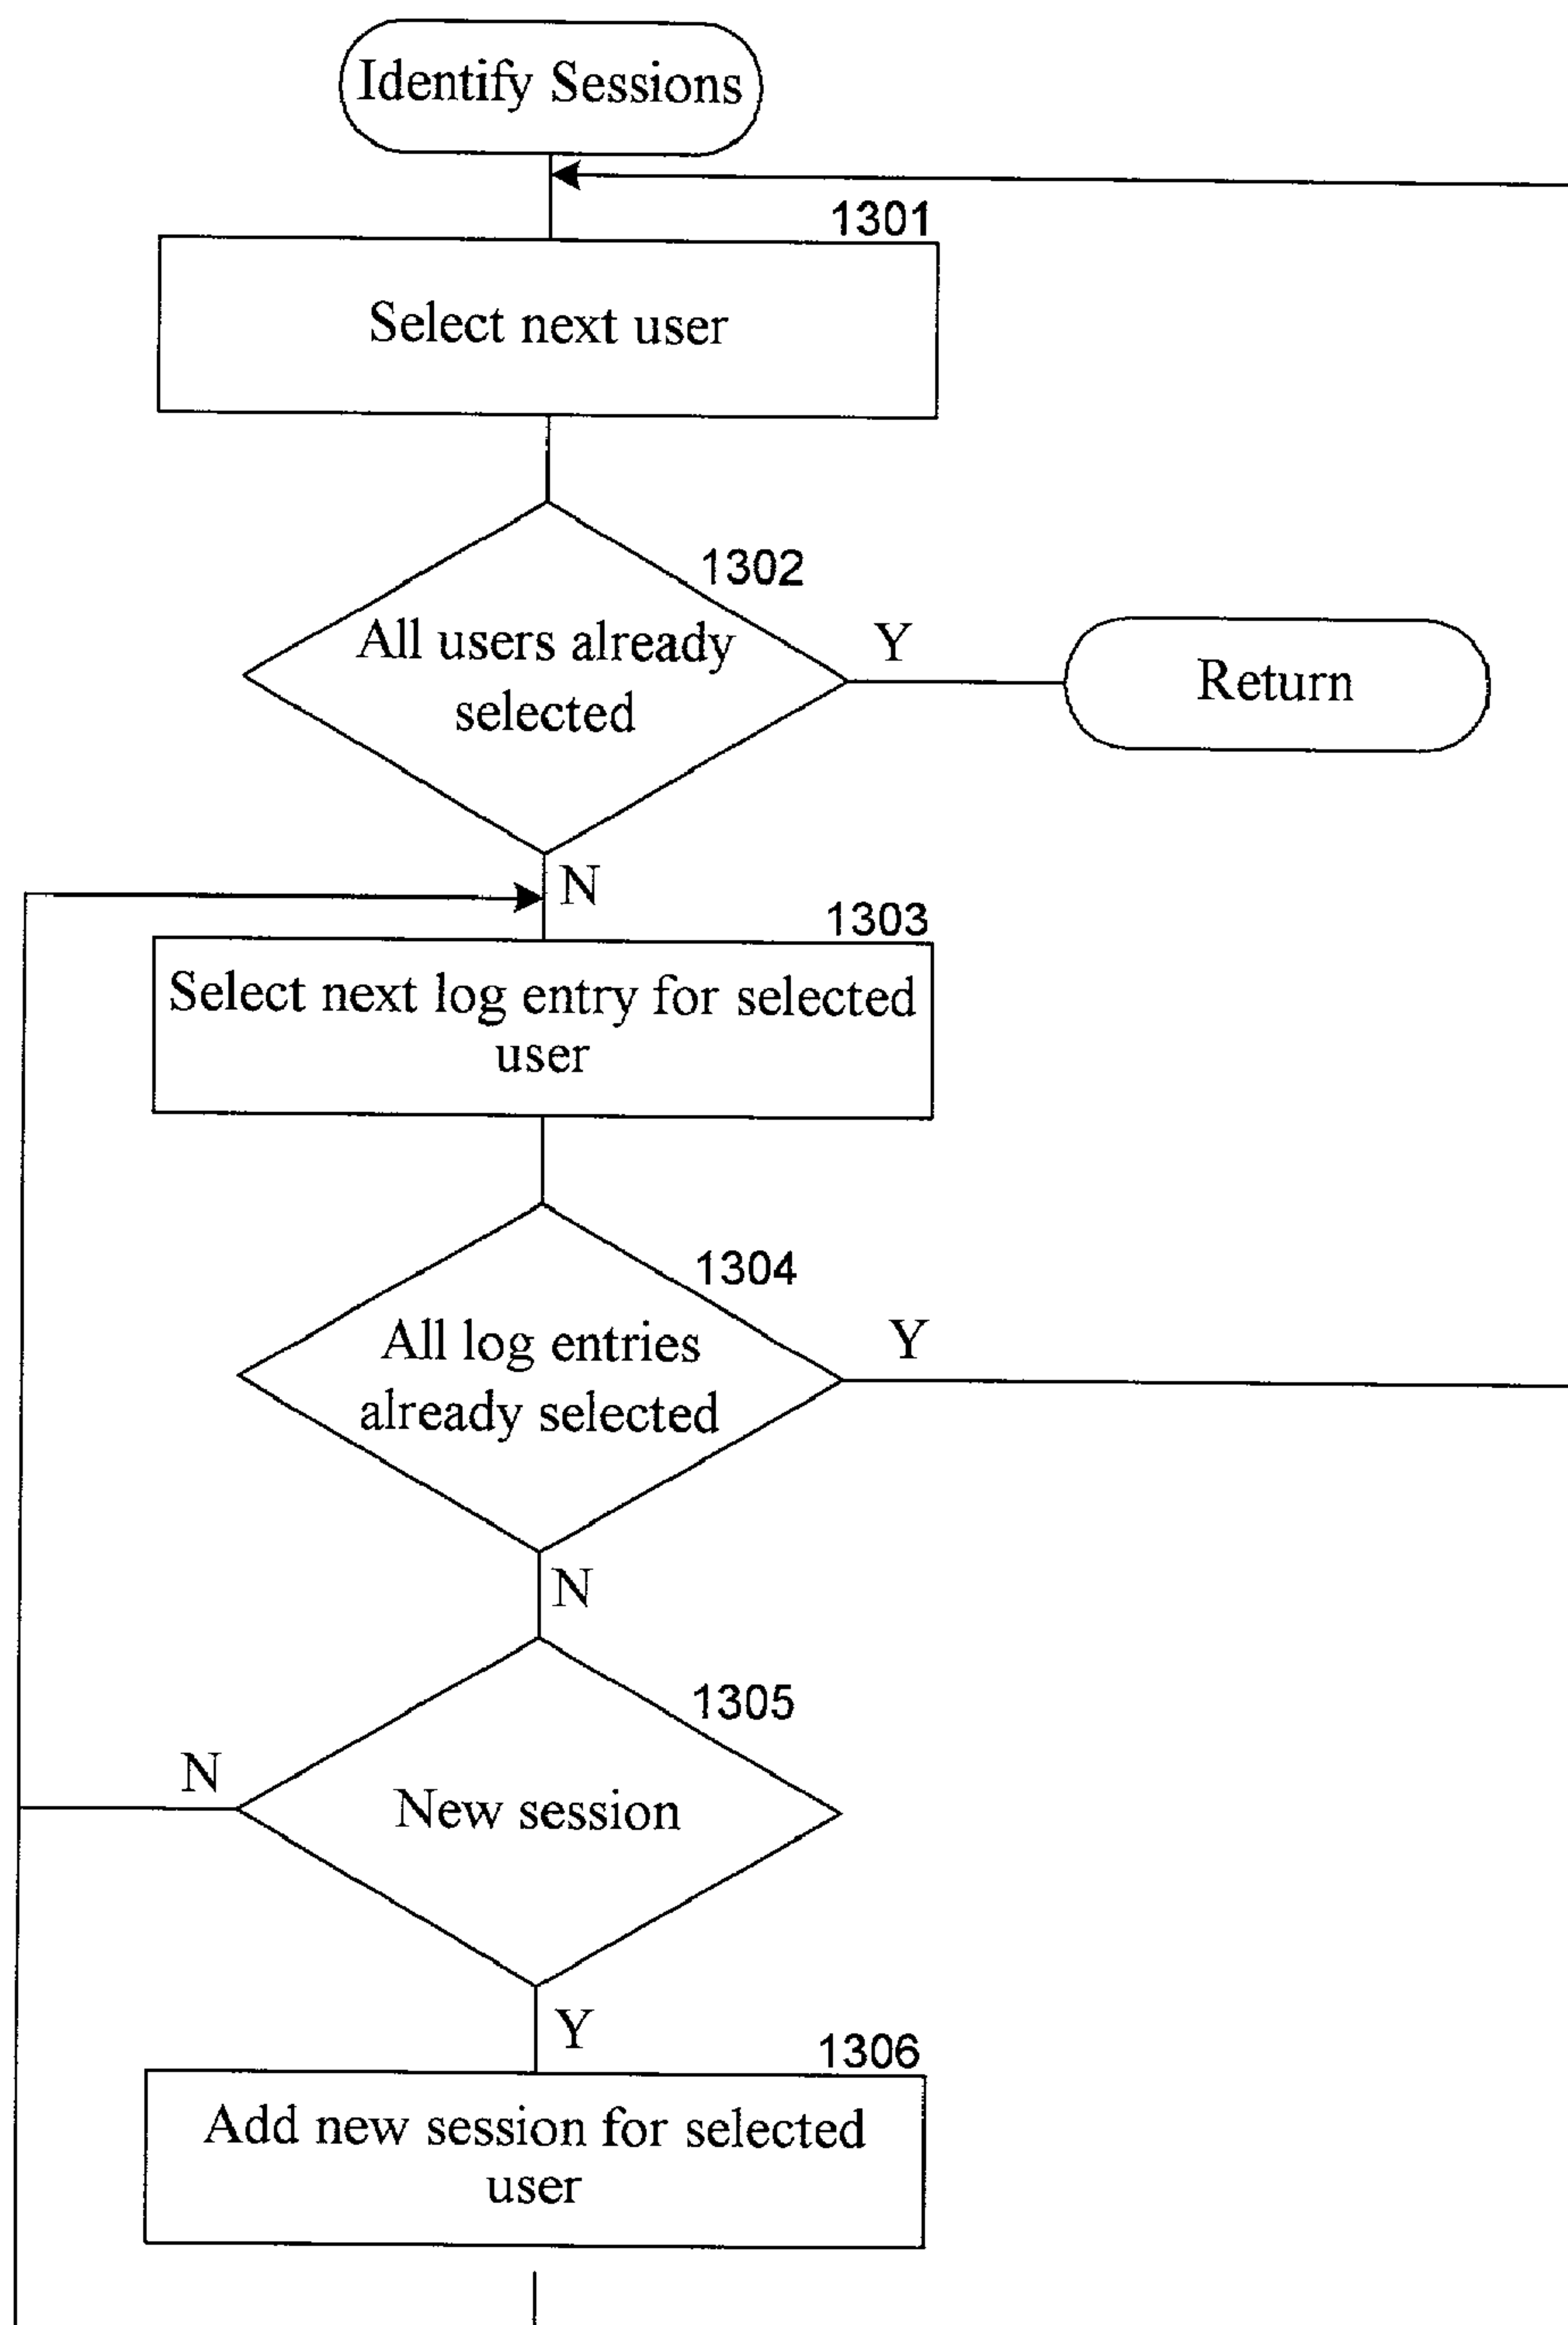 Identify Sessions
1301
Select next user
1302
All users already
selected
Y
Return
N
1303
Select next log entry for selected
user
1304
All log entries
already selected
Y
N
1305
New session
N
Y
1306
Add new session for selected
user